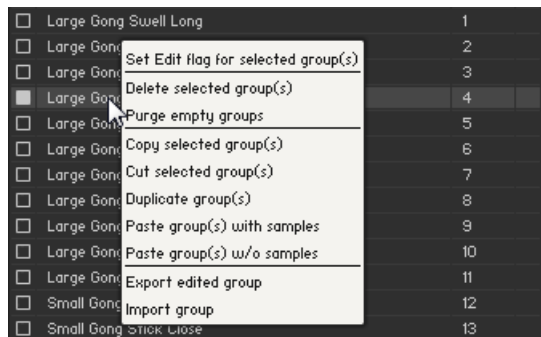 Large Gong Swell Long 1
Large Gong 2
Set Edit flag for selected group(s)
Large Gong 3
Delete selected group(s)
Large Gong 4
Purge empty groups
Large Gong 5
Copy selected group(s)
Large Gong 6
Cut selected group(s)
Large Gong 7
Duplicate group(s)
Large Gong 8
Paste group(s) with samples
Large Gong 9
Paste group(s) w/o samples
Large Gong 10
Export edited group
Large Gong 11
Import group
Small Gong 12
Small Gong Stick Close 13